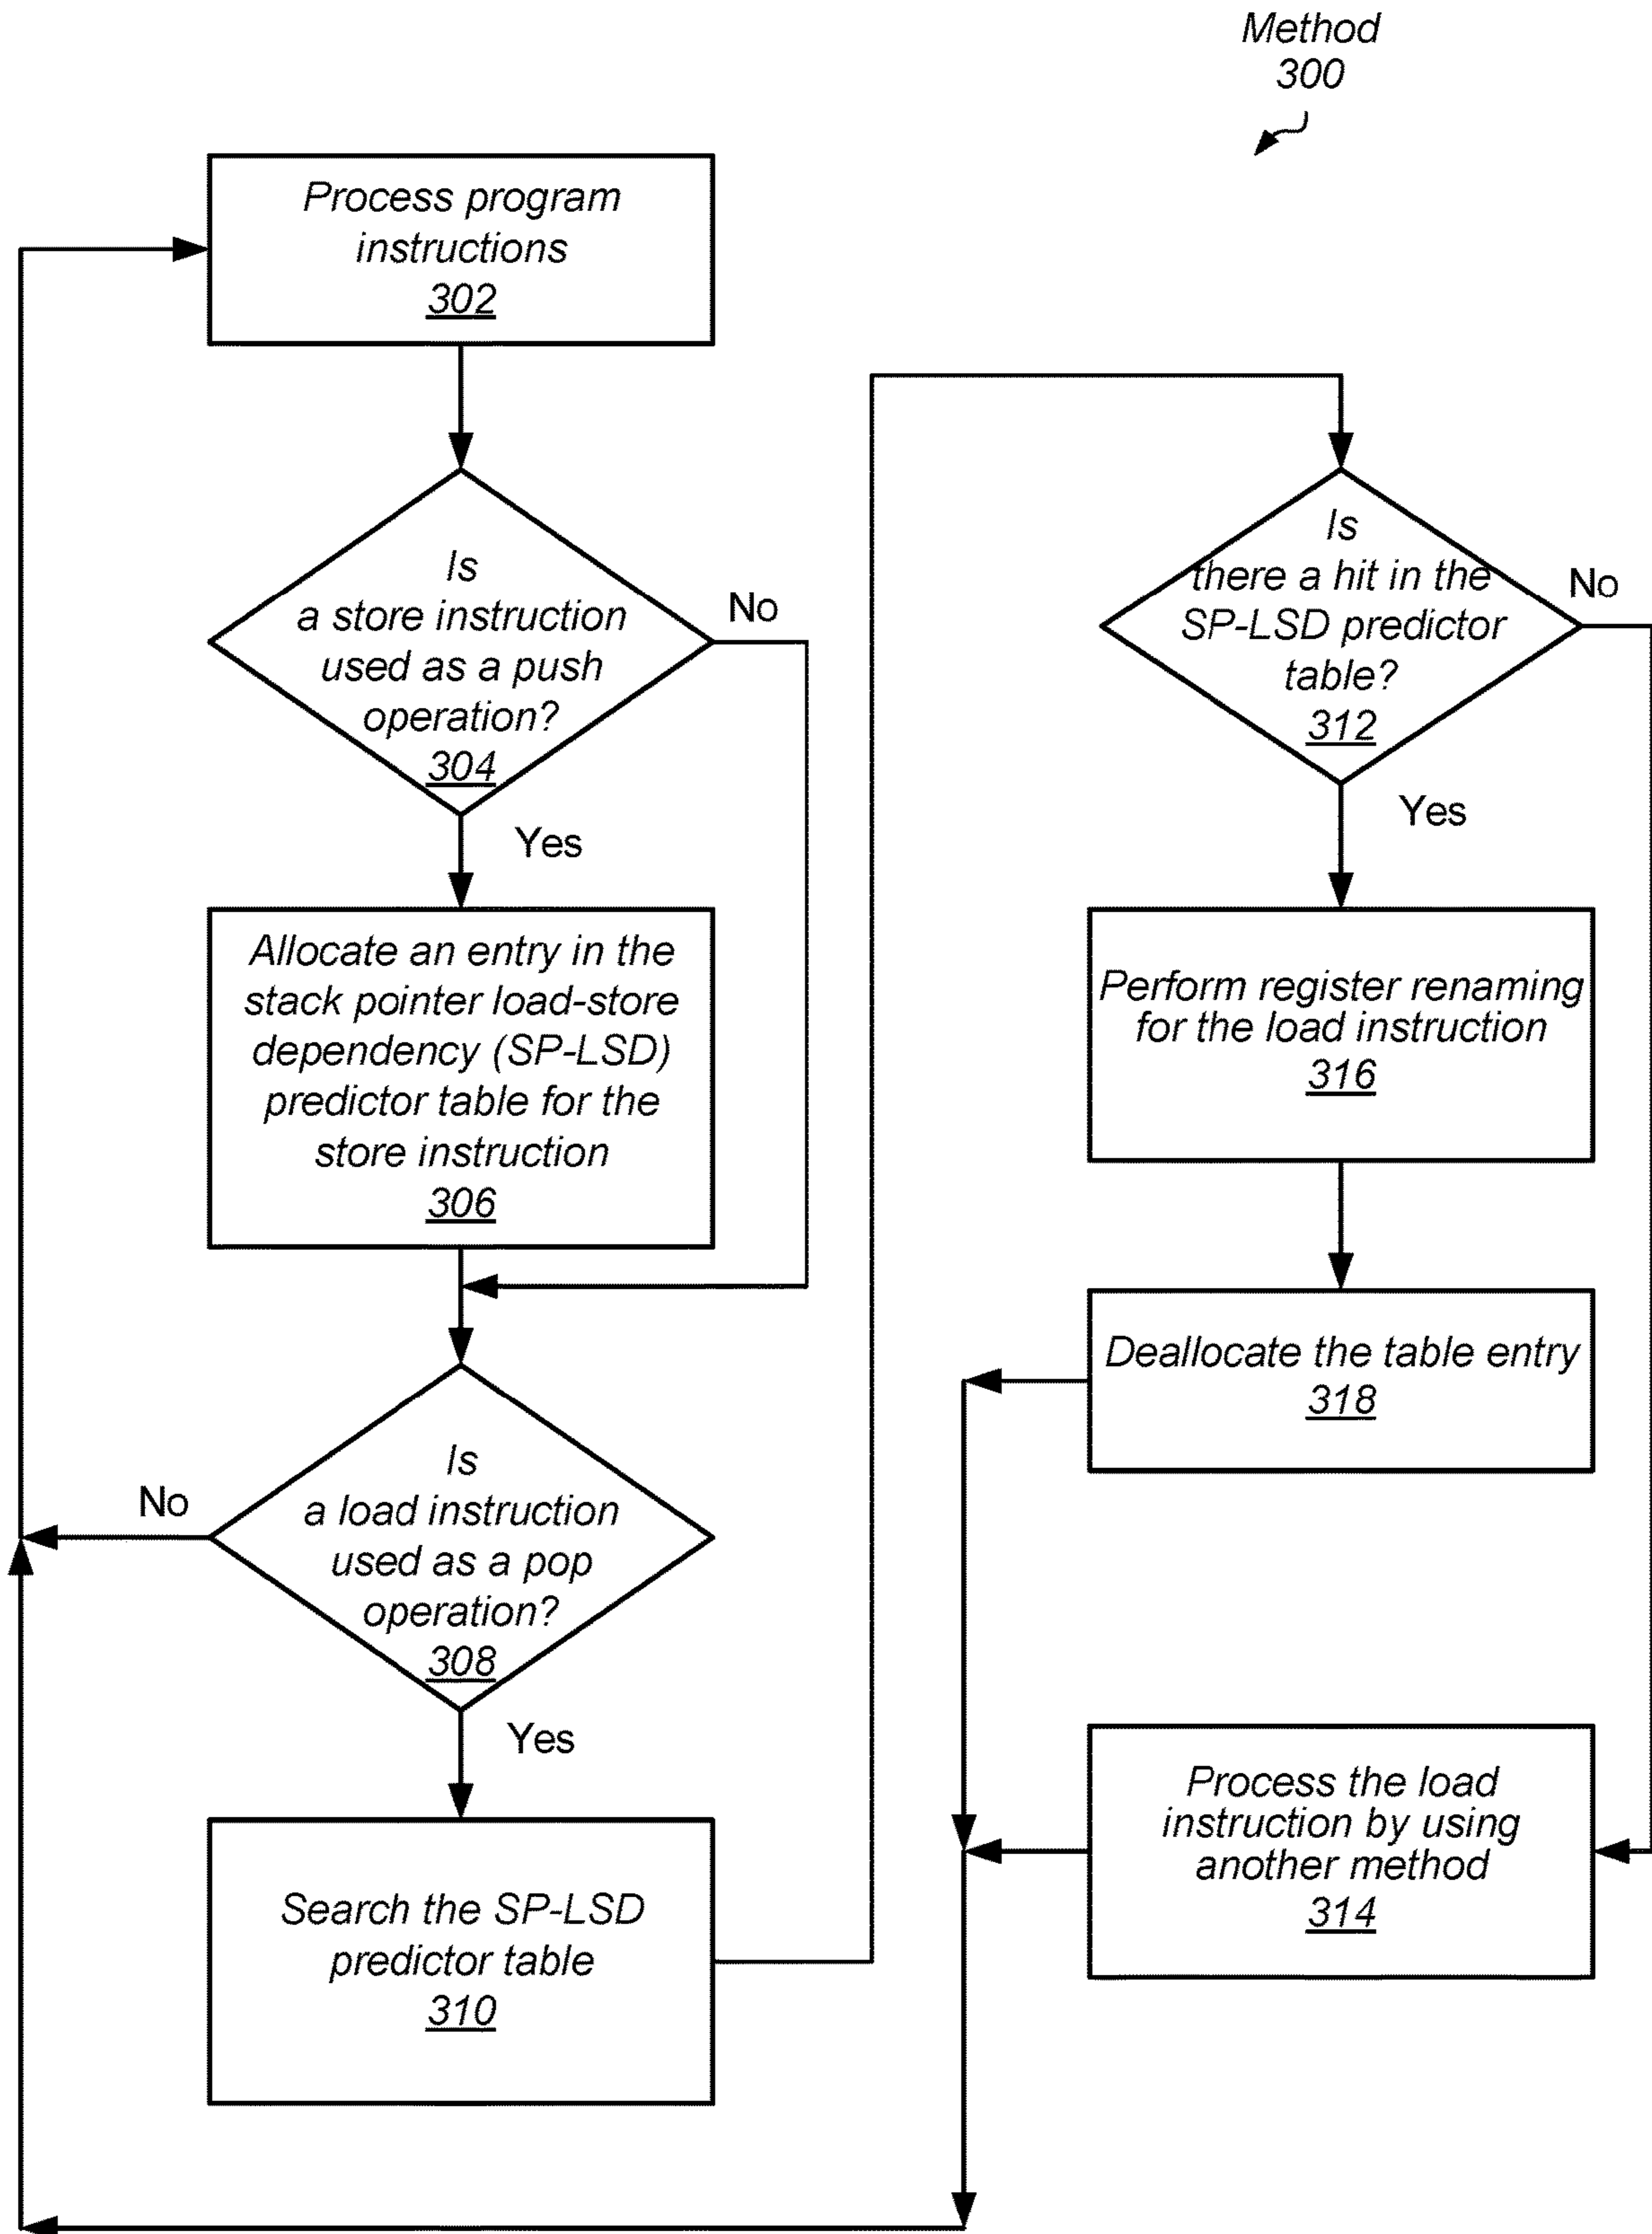 Method
300
Process program
instructions
302
Is
a store instruction
used as a push
operation?
304
No
Yes
Allocate an entry in the
stack pointer load-store
dependency (SP-LSD)
predictor table for the
store instruction
306
Is
a load instruction
used as a pop
operation?
308
No
Yes
Search the SP-LSD
predictor table
310
Is
there a hit in the
SP-LSD predictor
table?
312
No
Yes
Perform register renaming
for the load instruction
316
Deallocate the table entry
318
Process the load
instruction by using
another method
314